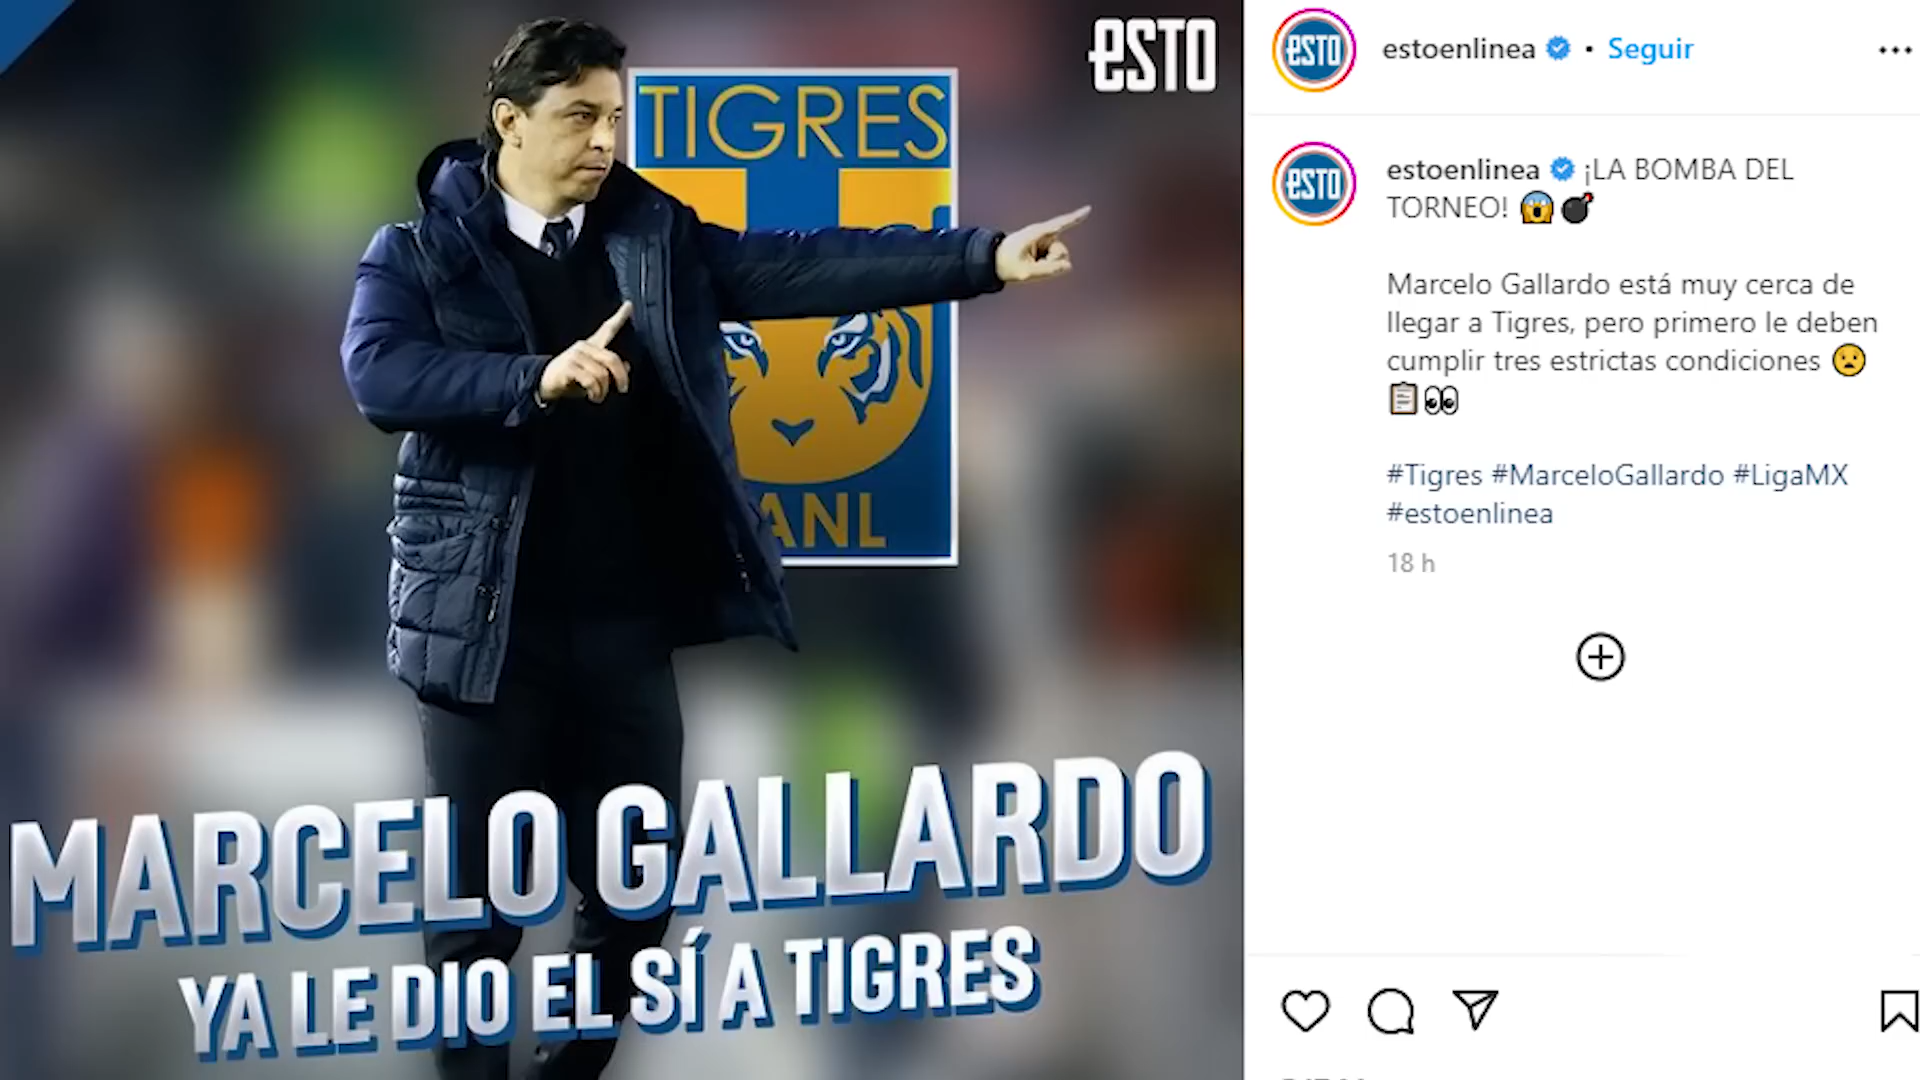 ESTO
TIGRES
ANL
MARCELO GALLARDO
YA LE DIO EL SÍ A TIGRES
ESTO
estoenlinea • Seguir
ESTO
estoenlinea ¡LA BOMBA DEL
TORNEO! 😱💣
Marcelo Gallardo está muy cerca de
llegar a Tigres, pero primero le deben
cumplir tres estrictas condiciones 😧
📋👀
#Tigres #MarceloGallardo #LigaMX
#estoenlinea
18 h